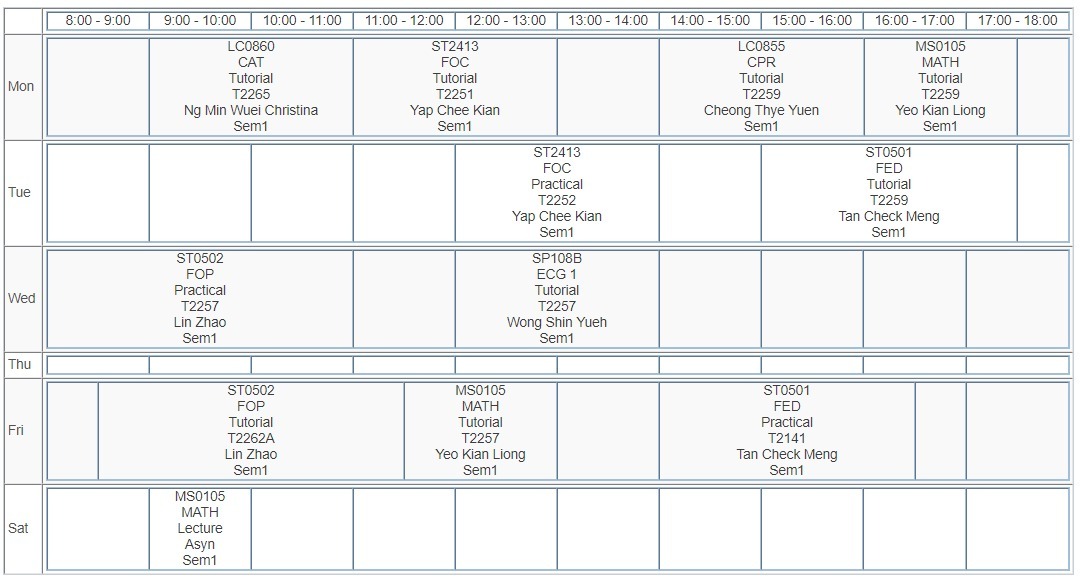 8:00 - 9:00 9:00 - 10:00 10:00 - 11:00 11:00 - 12:00 12:00 - 13:00 13:00 - 14:00 14:00 - 15:00 15:00 - 16:00 16:00 - 17:00 17:00 - 18:00
Mon
LC0860
CAT
Tutorial
T2265
Ng Min Wuei Christina
Sem1
ST2413
FOC
Tutorial
T2251
Yap Chee Kian
Sem1
LC0855
CPR
Tutorial
T2259
Cheong Thye Yuen
Sem1
MS0105
MATH
Tutorial
T2259
Yeo Kian Liong
Sem1
Tue
ST2413
FOC
Practical
T2252
Yap Chee Kian
Sem1
ST0501
FED
Tutorial
T2259
Tan Check Meng
Sem1
Wed
ST0502
FOP
Practical
T2257
Lin Zhao
Sem1
SP108B
ECG 1
Tutorial
T2257
Wong Shin Yueh
Sem1
Thu
Fri
ST0502
FOP
Tutorial
T2262A
Lin Zhao
Sem1
MS0105
MATH
Tutorial
T2257
Yeo Kian Liong
Sem1
ST0501
FED
Practical
T2141
Tan Check Meng
Sem1
Sat
MS0105
MATH
Lecture
Asyn
Sem1